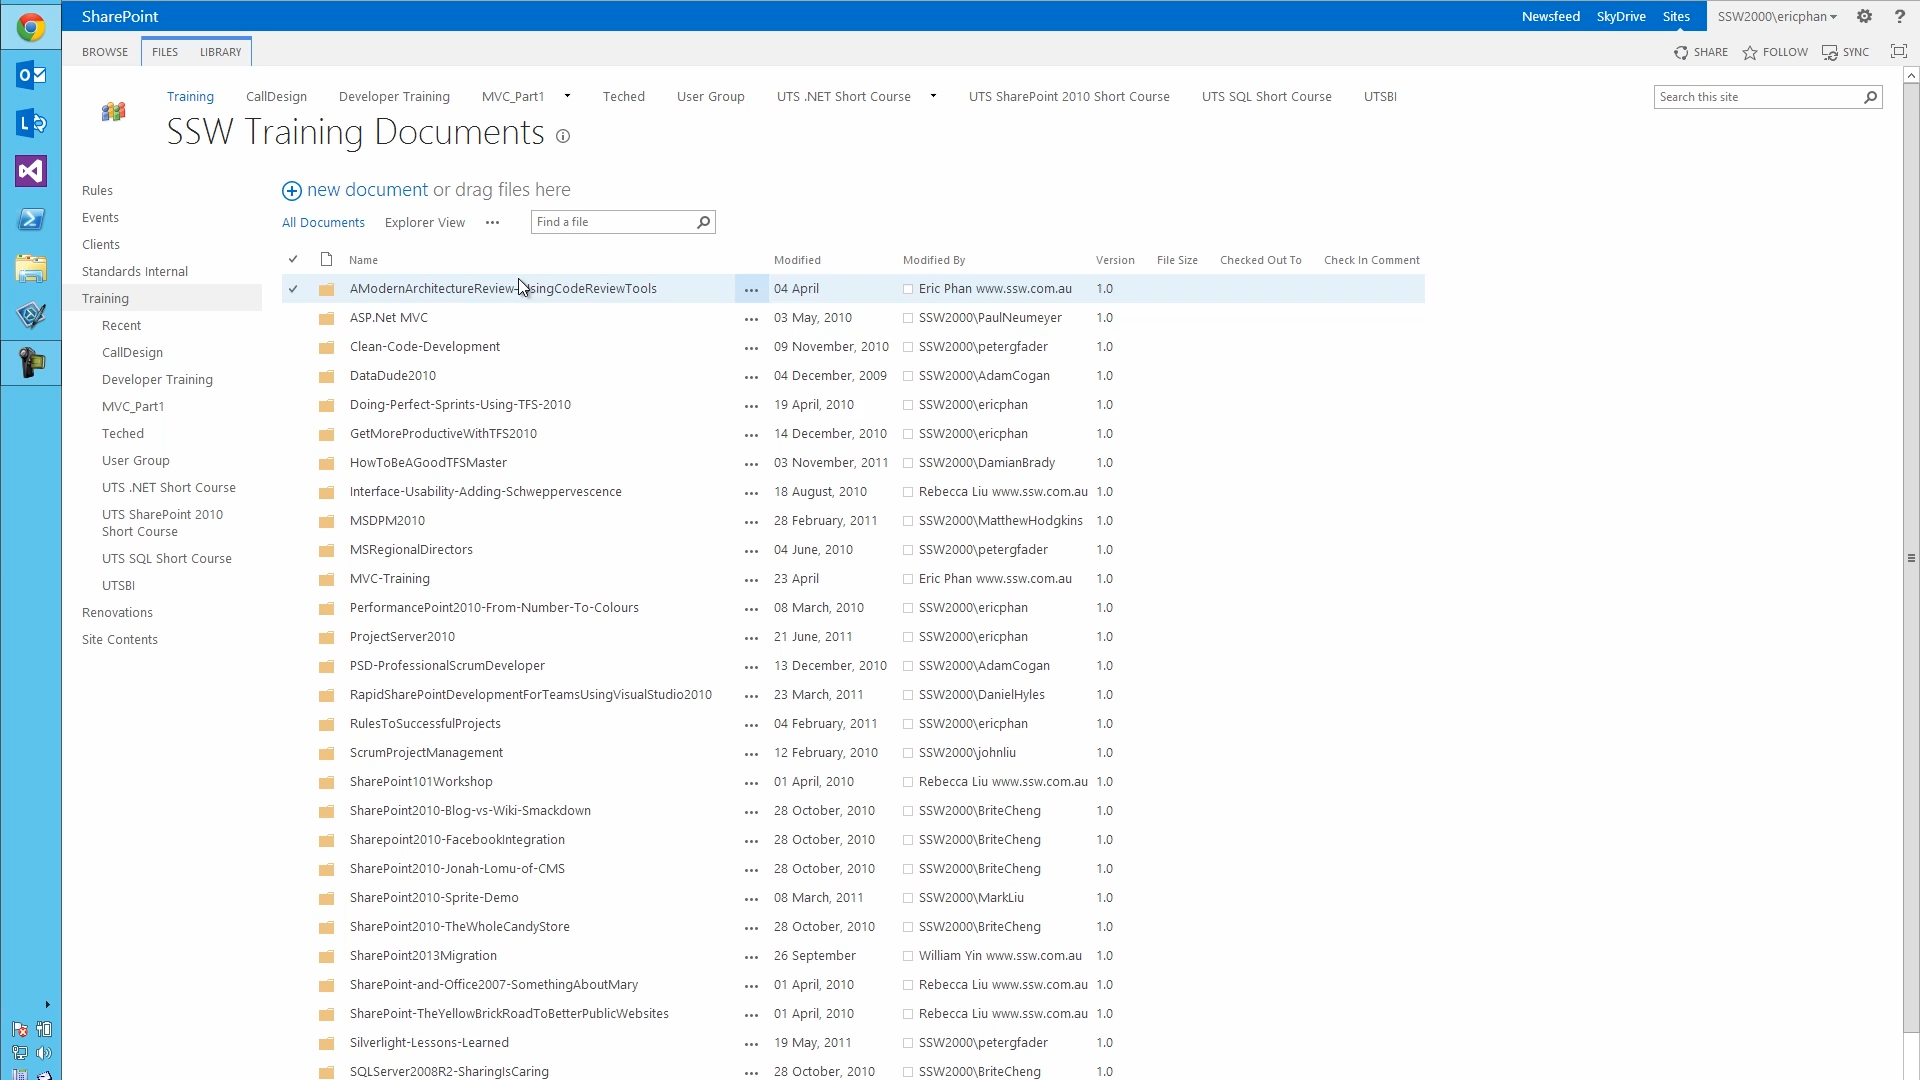 SharePoint
Newsfeed SkyDrive Sites SSW2000\ericphan ?
BROWSE FILES LIBRARY
SHARE FOLLOW SYNC
Training CallDesign Developer Training MVC_Part1 Teched User Group UTS .NET Short Course UTS SharePoint 2010 Short Course UTS SQL Short Course UTSBI
Search this site
SSW Training Documents
Rules
Events
Clients
Standards Internal
Training
Recent
CallDesign
Developer Training
MVC_Part1
Teched
User Group
UTS .NET Short Course
UTS SharePoint 2010
Short Course
UTS SQL Short Course
UTSBI
Renovations
Site Contents
new document or drag files here
All Documents Explorer View ... Find a file
Name Modified Modified By Version File Size Checked Out To Check In Comment
AModernArchitectureReview- singCodeReviewTools ... 04 April Eric Phan www.ssw.com.au 1.0
ASP.Net MVC ... 03 May, 2010 SSW2000\PaulNeumeyer 1.0
Clean-Code-Development ... 09 November, 2010 SSW2000\petergfader 1.0
DataDude2010 ... 04 December, 2009 SSW2000\AdamCogan 1.0
Doing-Perfect-Sprints-Using-TFS-2010 ... 19 April, 2010 SSW2000\ericphan 1.0
GetMoreProductiveWithTFS2010 ... 14 December, 2010 SSW2000\ericphan 1.0
HowToBeAGoodTFSMaster ... 03 November, 2011 SSW2000\DamianBrady 1.0
Interface-Usability-Adding-Schweppervescence ... 18 August, 2010 Rebecca Liu www.ssw.com.au 1.0
MSDPM2010 ... 28 February, 2011 SSW2000\MatthewHodgkins 1.0
MSRegionalDirectors ... 04 June, 2010 SSW2000\petergfader 1.0
MVC-Training ... 23 April Eric Phan www.ssw.com.au 1.0
PerformancePoint2010-From-Number-To-Colours ... 08 March, 2010 SSW2000\ericphan 1.0
ProjectServer2010 ... 21 June, 2011 SSW2000\ericphan 1.0
PSD-ProfessionalScrumDeveloper ... 13 December, 2010 SSW2000\AdamCogan 1.0
RapidSharePointDevelopmentForTeamsUsingVisualStudio2010 ... 23 March, 2011 SSW2000\DanielHyles 1.0
RulesToSuccessfulProjects ... 04 February, 2011 SSW2000\ericphan 1.0
ScrumProjectManagement ... 12 February, 2010 SSW2000\johnliu 1.0
SharePoint101Workshop ... 01 April, 2010 Rebecca Liu www.ssw.com.au 1.0
SharePoint2010-Blog-vs-Wiki-Smackdown ... 28 October, 2010 SSW2000\BriteCheng 1.0
Sharepoint2010-FacebookIntegration ... 28 October, 2010 SSW2000\BriteCheng 1.0
SharePoint2010-Jonah-Lomu-of-CMS ... 28 October, 2010 SSW2000\BriteCheng 1.0
SharePoint2010-Sprite-Demo ... 08 March, 2011 SSW2000\MarkLiu 1.0
SharePoint2010-TheWholeCandyStore ... 28 October, 2010 SSW2000\BriteCheng 1.0
SharePoint2013Migration ... 26 September William Yin www.ssw.com.au 1.0
SharePoint-and-Office2007-SomethingAboutMary ... 01 April, 2010 Rebecca Liu www.ssw.com.au 1.0
SharePoint-TheYellowBrickRoadToBetterPublicWebsites ... 01 April, 2010 Rebecca Liu www.ssw.com.au 1.0
Silverlight-Lessons-Learned ... 19 May, 2011 SSW2000\petergfader 1.0
SQLServer2008R2-SharingIsCaring ... 28 October, 2010 SSW2000\BriteCheng 1.0